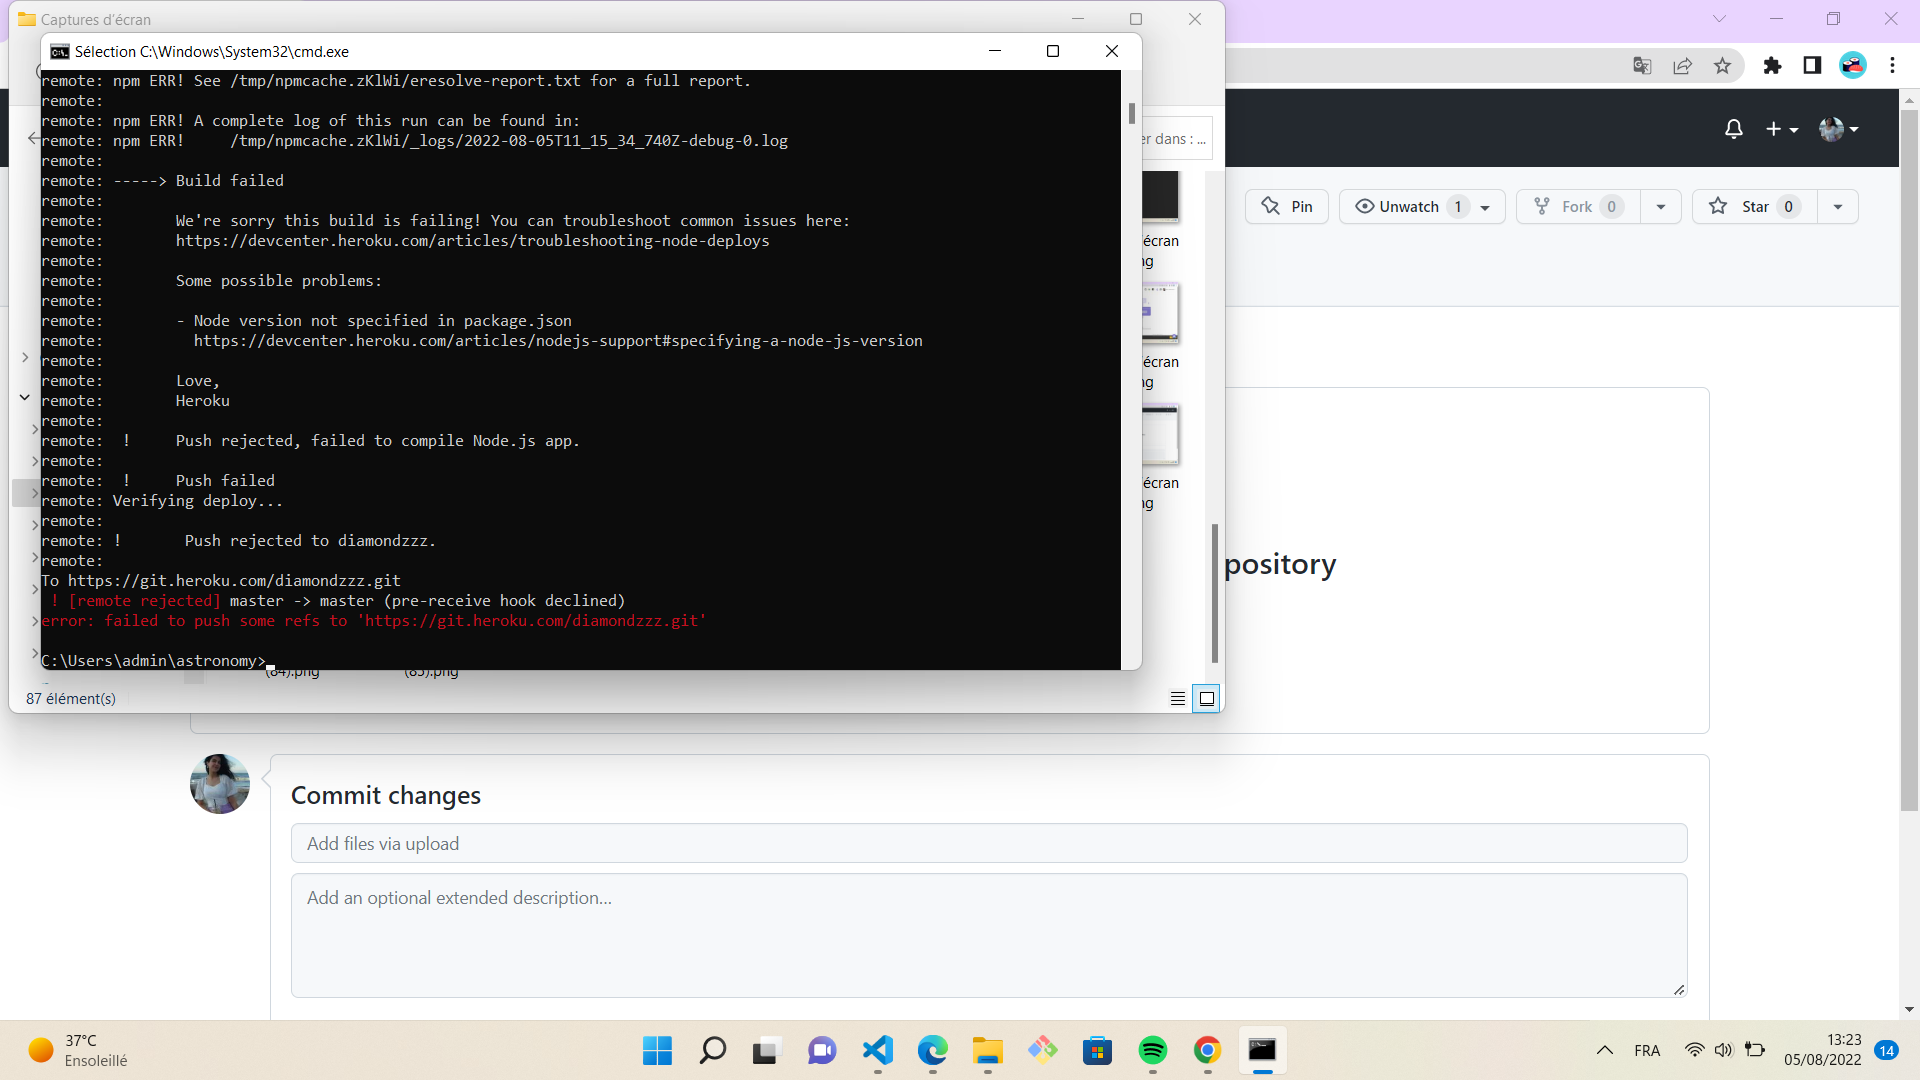 Captures d'écran
Sélection C:\Windows\System32\cmd.exe
remote: npm ERR! See /tmp/npmcache.zKlWi/eresolve-report.txt for a full report.
remote:
remote: npm ERR! A complete log of this run can be found in:
remote: npm ERR!     /tmp/npmcache.zKlWi/_logs/2022-08-05T11_15_34_740Z-debug-0.log
remote:
remote: -----> Build failed
remote:
remote:        We're sorry this build is failing! You can troubleshoot common issues here:
remote:        https://devcenter.heroku.com/articles/troubleshooting-node-deploys
remote:
remote:        Some possible problems:
remote:
remote:        - Node version not specified in package.json
remote:          https://devcenter.heroku.com/articles/nodejs-support#specifying-a-node-js-version
remote:
remote:        Love,
remote:        Heroku
remote:
remote:  !     Push rejected, failed to compile Node.js app.
remote:
remote:  !     Push failed
remote: Verifying deploy...
remote:
remote: !       Push rejected to diamondzzz.
remote:
To https://git.heroku.com/diamondzzz.git
 ! [remote rejected] master -> master (pre-receive hook declined)
error: failed to push some refs to 'https://git.heroku.com/diamondzzz.git'
C:\Users\admin\astronomy>
er dans : ...
écran
ng
écran
ng
écran
ng
(84).png
(85).png
87 élément(s)
Pin
Unwatch 1
Fork 0
Star 0
pository
Commit changes
Add files via upload
Add an optional extended description...
37°C
Ensoleillé
FRA
13:23
05/08/2022
14